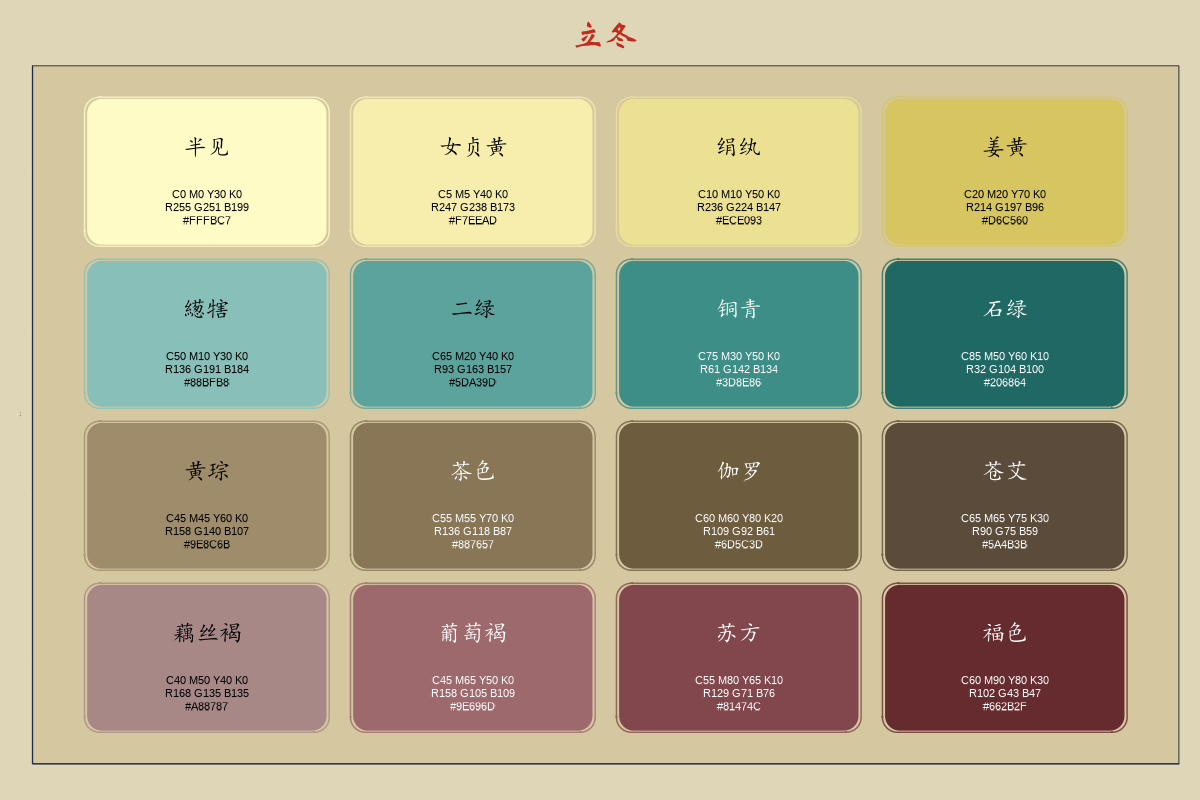 立冬
半见
C0 M0 Y30 K0
R255 G251 B199
#FFFBC7
女贞黄
C5 M5 Y40 K0
R247 G238 B173
#F7EEAD
绢纨
C10 M10 Y50 K0
R236 G224 B147
#ECE093
姜黄
C20 M20 Y70 K0
R214 G197 B96
#D6C560
C50 M10 Y30 K0
R136 G191 B184
#88BFB8
二绿
C65 M20 Y40 K0
R93 G163 B157
#5DA39D
铜青
C75 M30 Y50 K0
R61 G142 B134
#3D8E86
石绿
C85 M50 Y60 K10
R32 G104 B100
#206864
黄琮
C45 M45 Y60 K0
R158 G140 B107
#9E8C6B
茶色
C55 M55 Y70 K0
R136 G118 B87
#887657
伽罗
C60 M60 Y80 K20
R109 G92 B61
#6D5C3D
苍艾
C65 M65 Y75 K30
R90 G75 B59
#5A4B3B
藕丝褐
C40 M50 Y40 K0
R168 G135 B135
#A88787
葡萄褐
C45 M65 Y50 K0
R158 G105 B109
#9E696D
苏方
C55 M80 Y65 K10
R129 G71 B76
#81474C
福色
C60 M90 Y80 K30
R102 G43 B47
#662B2F